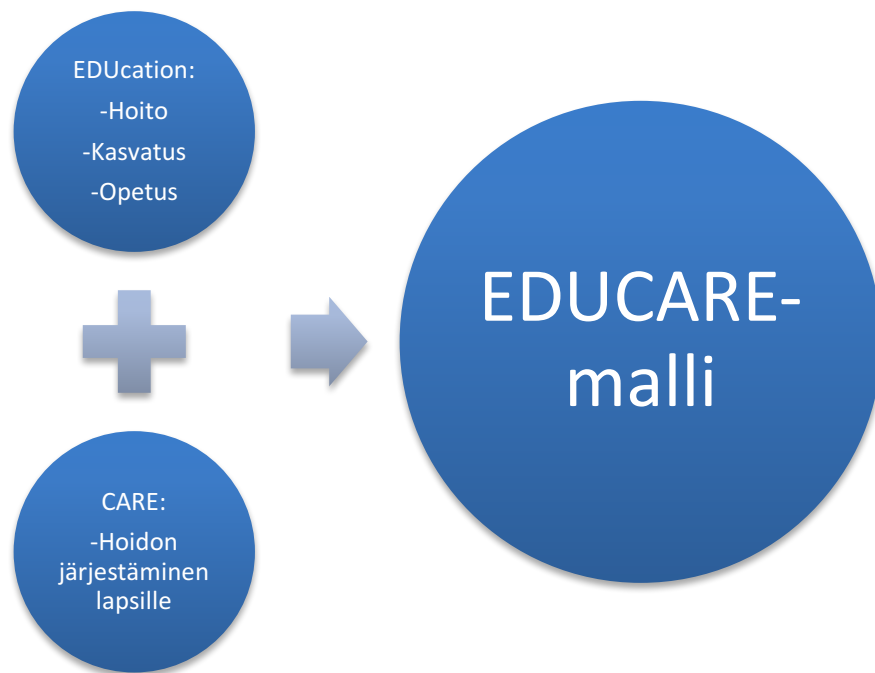 EDUcation:
-Hoito
-Kasvatus
-Opetus
CARE:
-Hoidon
järjestäminen
lapsille
EDUCARE-
malli